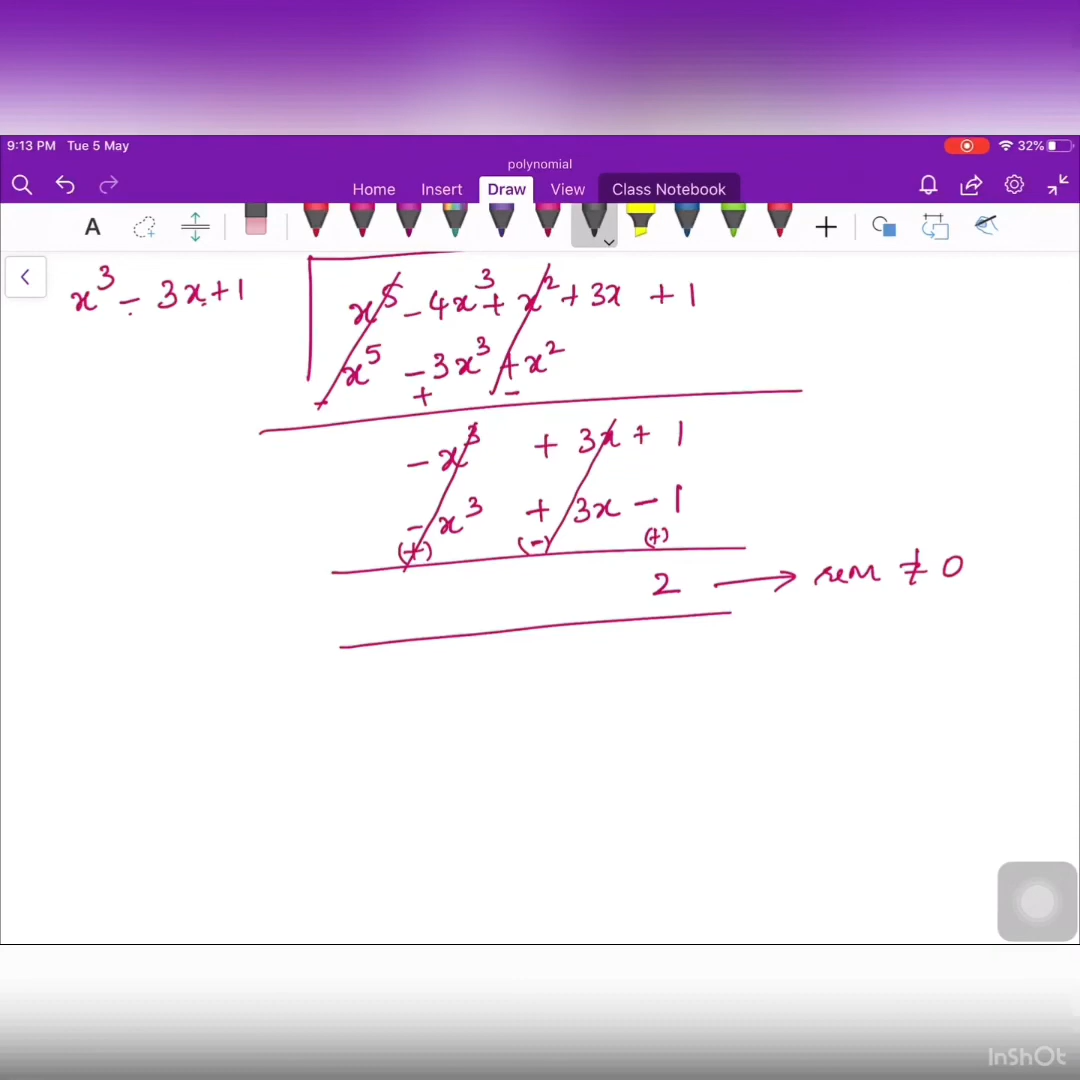 9:13 PM Tue 5 May 32%
polynomial
Home Insert Draw View Class Notebook
A
x³ - 3x + 1 x⁵ - 4x³ + x² + 3x + 1
x⁵ - 3x³ + x²
- + -
- x³ + 3x + 1
- x³ + 3x - 1
(+) (-) (+)
2 → rem ≠ 0
InShOt